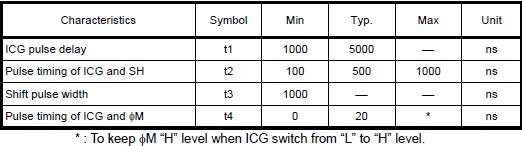 Characteristics Symbol Min Typ. Max Unit
ICG pulse delay t1 1000 5000 — ns
Pulse timing of ICG and SH t2 100 500 1000 ns
Shift pulse width t3 1000 — — ns
Pulse timing of ICG and ϕM t4 0 20 * ns
* : To keep ϕM “H” level when ICG switch from “L” to “H” level.